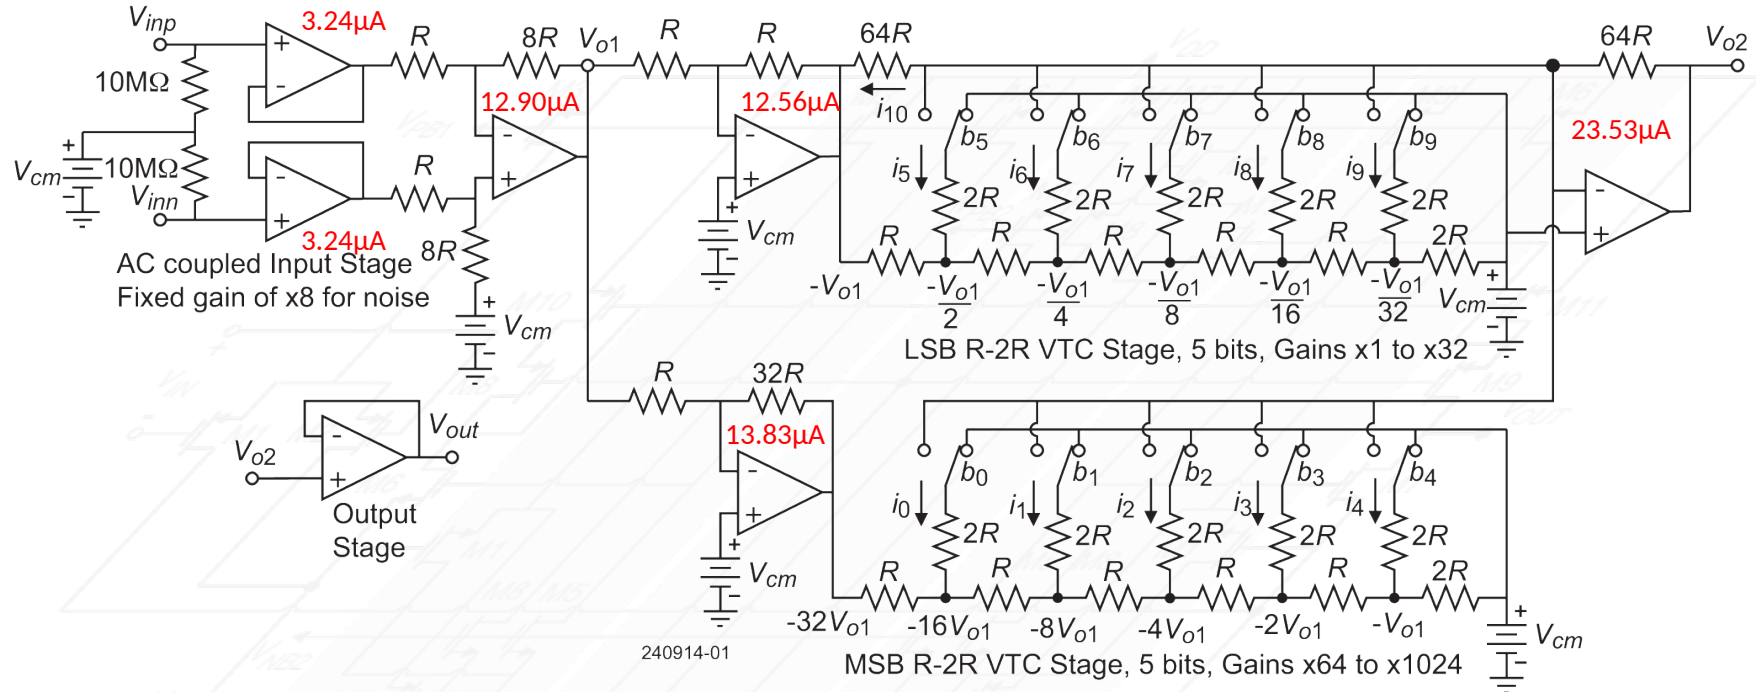 Vinp
3.24µA
R
8R
Vo1
R
R
64R
64R
Vo2
10MΩ
+
-
12.90µA
12.56µA
i10
b5
b6
b7
b8
b9
23.53µA
-
+
-
+
+
Vcm
-
10MΩ
-
+
R
i5
i6
i7
i8
i9
2R
2R
2R
2R
2R
-
+
Vinn
3.24µA
8R
+
Vcm
-
R
R
R
R
R
2R
AC coupled Input Stage
Fixed gain of x8 for noise
+
Vcm
-
-Vo1
-Vo1
2
-Vo1
4
-Vo1
8
-Vo1
16
-Vo1
32
Vcm
+
-
LSB R-2R VTC Stage, 5 bits, Gains x1 to x32
R
32R
13.83µA
-
+
Vo2
-
+
Vout
Output
Stage
b0
b1
b2
b3
b4
i0
i1
i2
i3
i4
2R
2R
2R
2R
2R
+
Vcm
-
R
R
R
R
R
2R
-32Vo1
-16Vo1
-8Vo1
-4Vo1
-2Vo1
-Vo1
+
Vcm
-
240914-01
MSB R-2R VTC Stage, 5 bits, Gains x64 to x1024